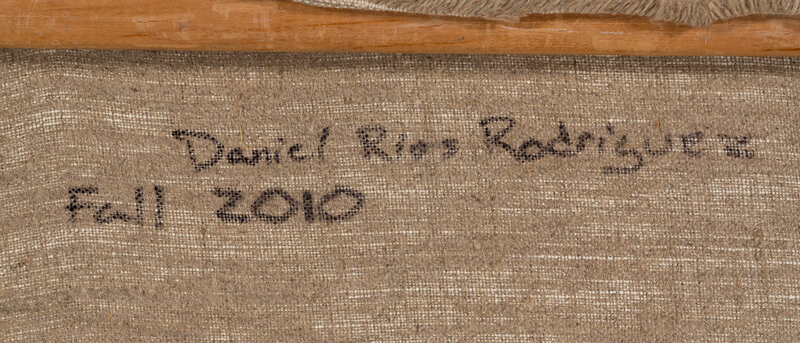 Daniel Rios Rodriguez
Fall 2010